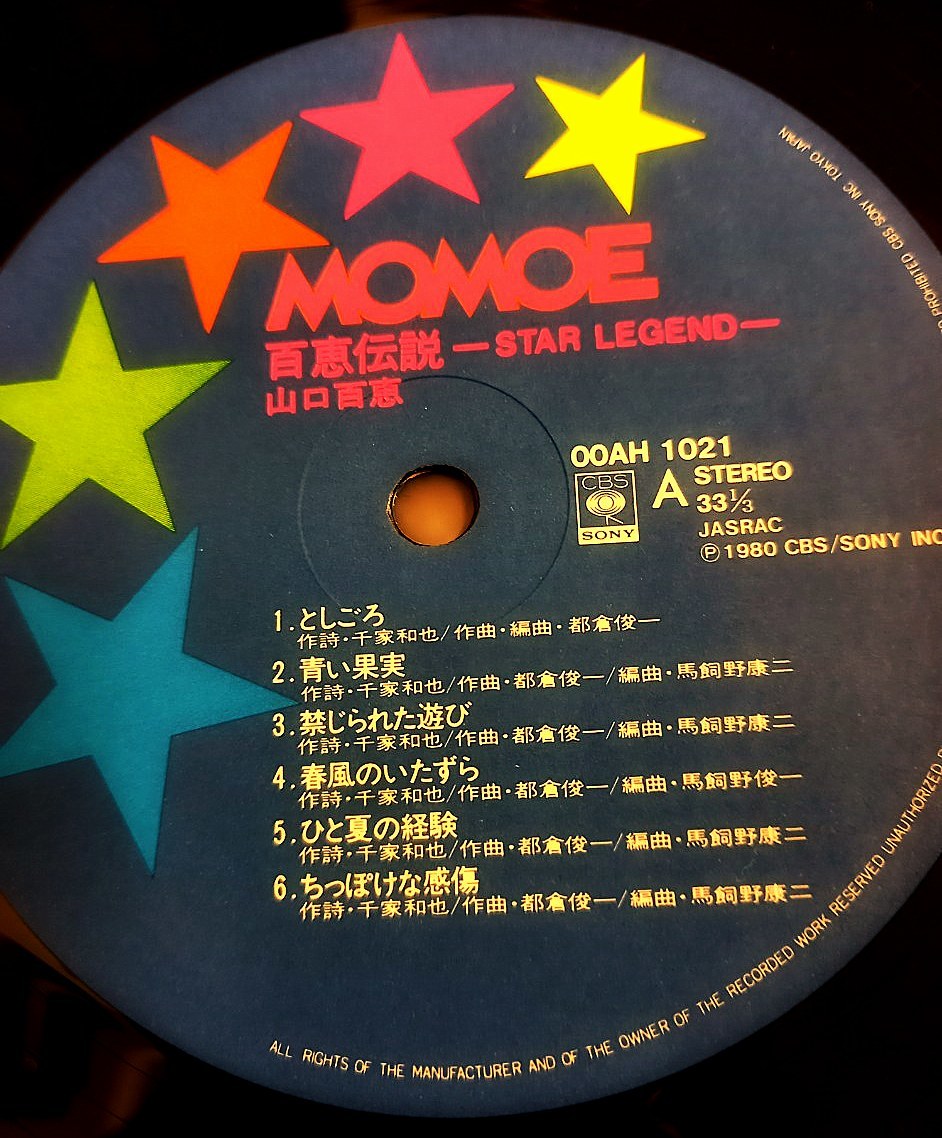 MOMOE
百恵伝説 —STAR LEGEND—
山口百恵
OOAH 1021
CBS
SONY
A
STEREO
33⅓
JASRAC
Ⓟ1980 CBS/SONY INC
1.としごろ
作詩・千家和也/作曲・編曲・都倉俊一
2.青い果実
作詩・千家和也/作曲・都倉俊一/編曲・馬飼野康二
3.禁じられた遊び
作詩・千家和也/作曲・都倉俊一/編曲・馬飼野康二
4.春風のいたずら
作詩・千家和也/作曲・都倉俊一/編曲・馬飼野俊一
5.ひと夏の経験
作詩・千家和也/作曲・都倉俊一/編曲・馬飼野康二
6.ちっぽけな感傷
作詩・千家和也/作曲・都倉俊一/編曲・馬飼野康二
ALL RIGHTS OF THE MANUFACTURER AND OF THE OWNER OF THE RECORDED WORK RESERVED UNAUTHORIZED
PROHIBITED CBS SONY INC TOKYO JAPAN